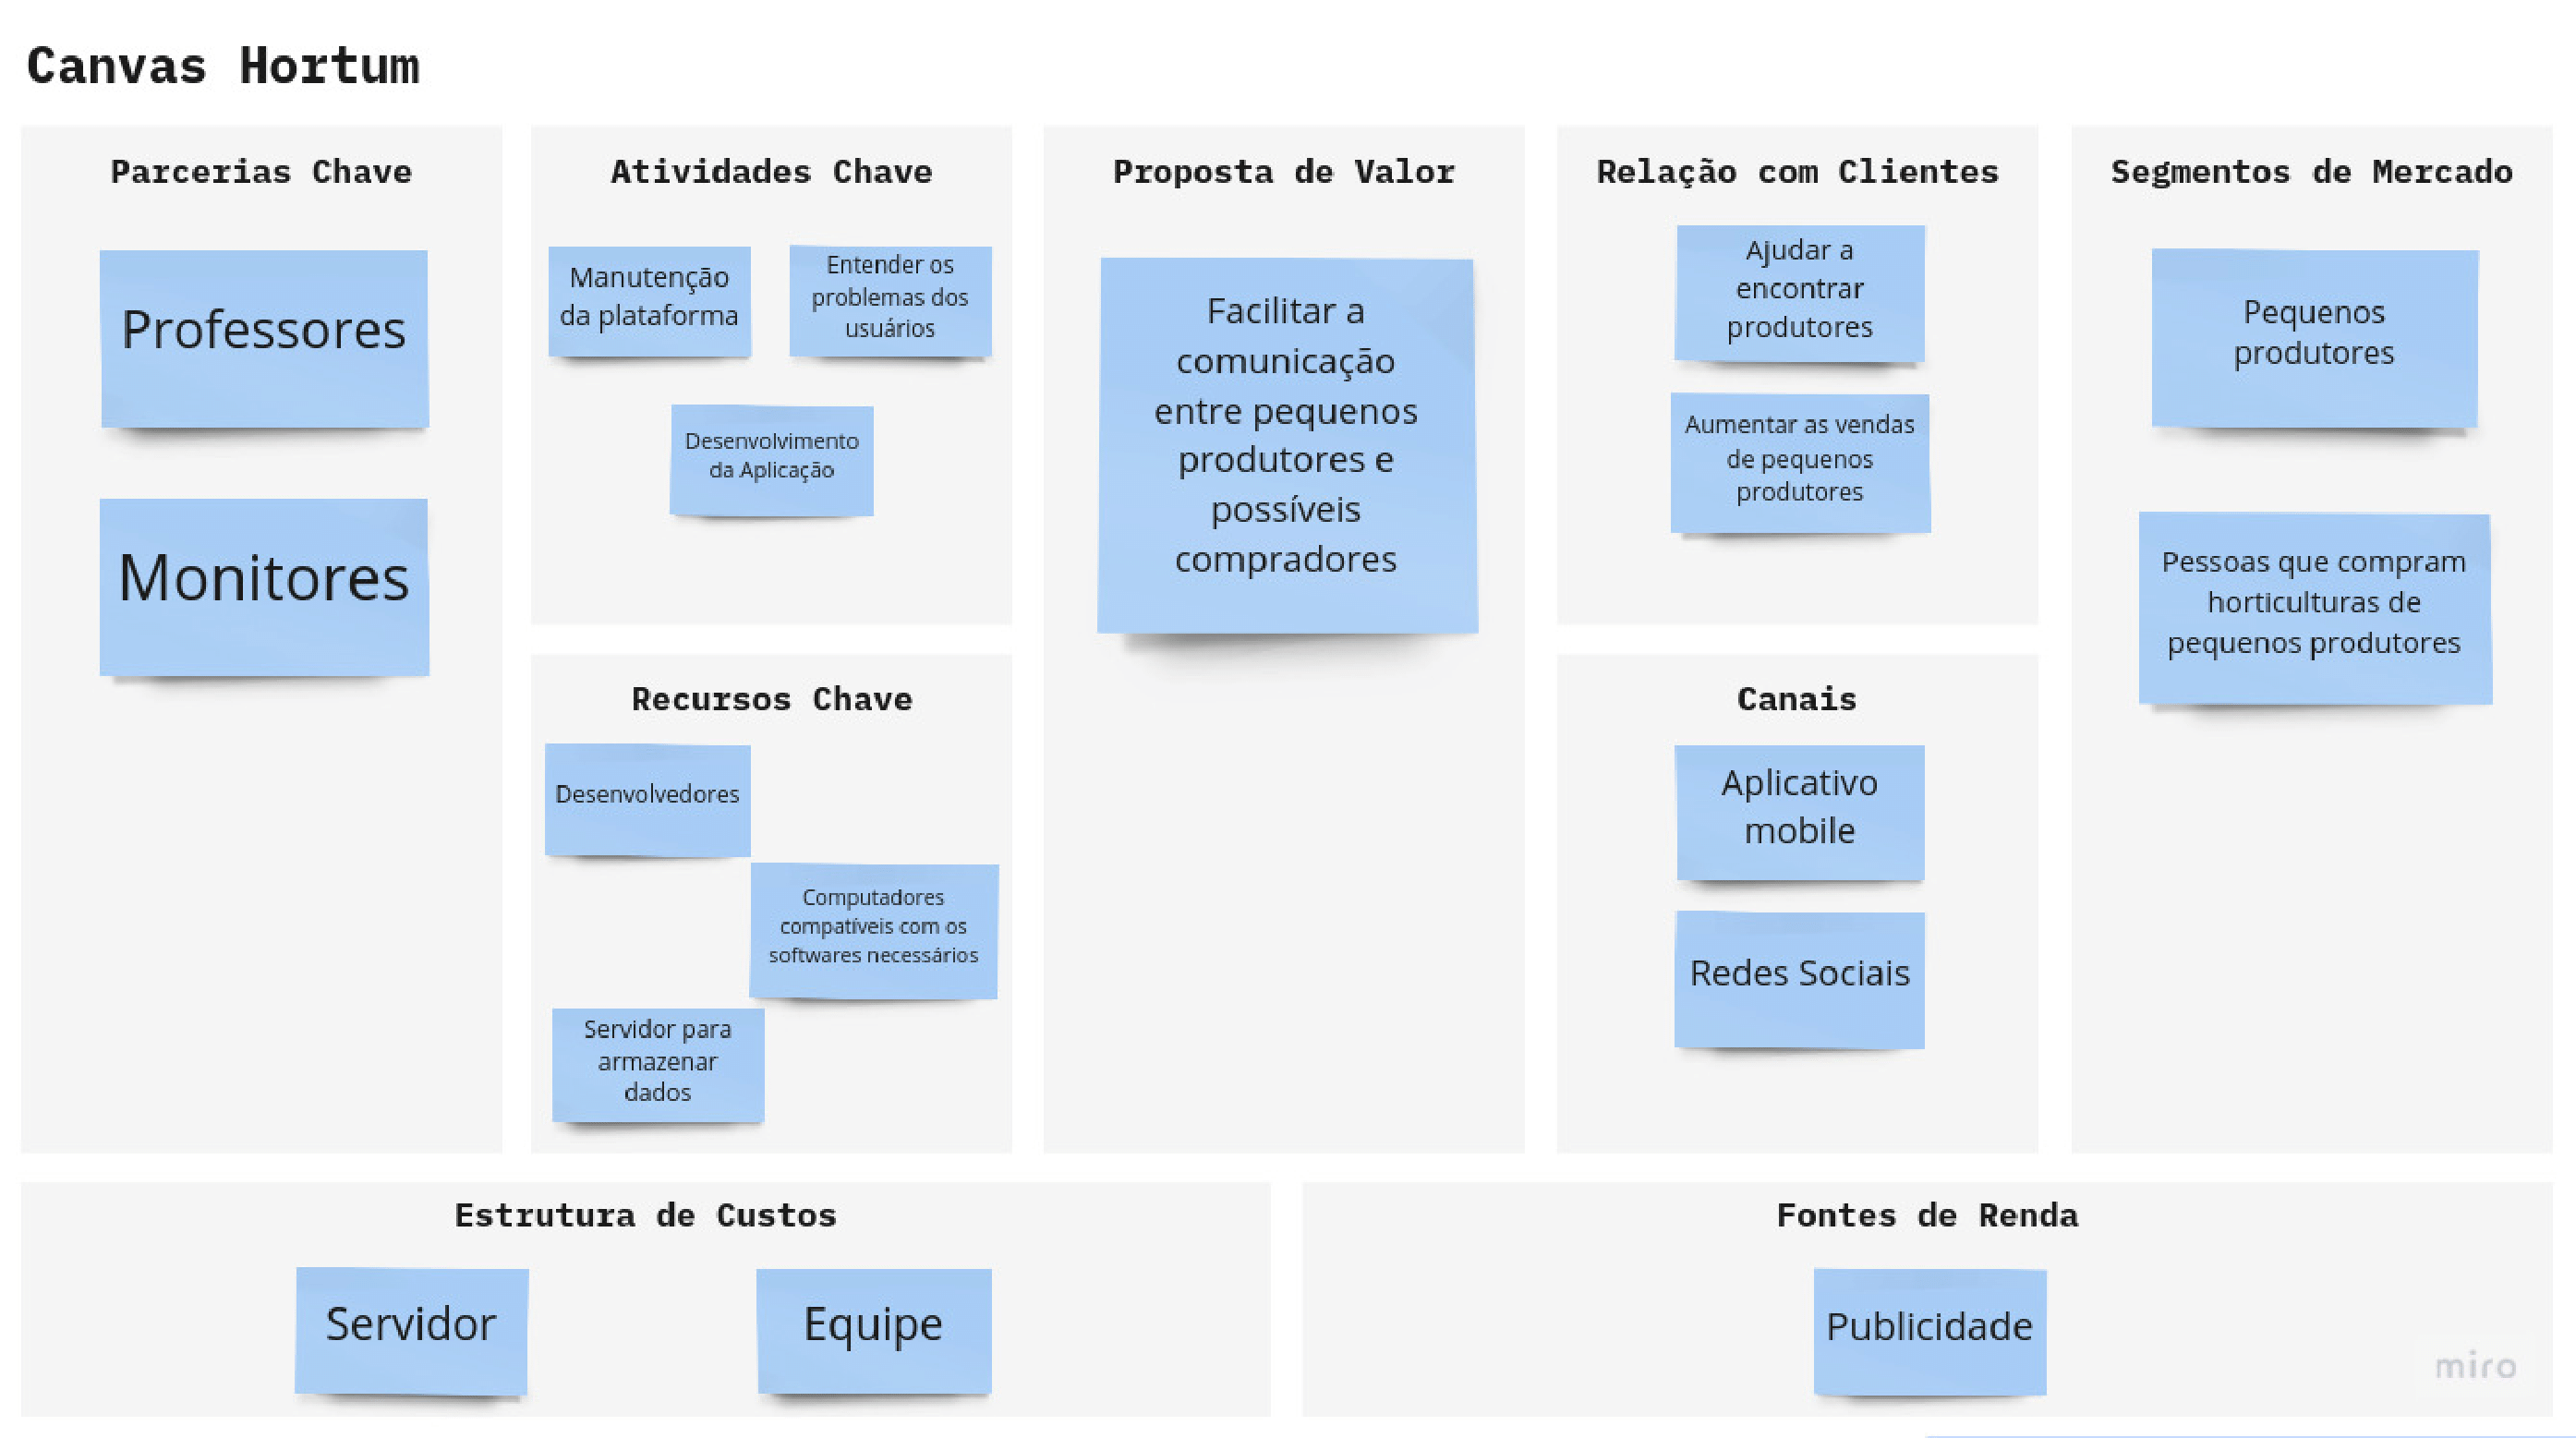 Canvas Hortum
Parcerias Chave
Professores
Monitores
Atividades Chave
Manutenção
da plataforma
Entender os
problemas dos
usuários
Desenvolvimento
da Aplicação
Recursos Chave
Desenvolvedores
Computadores
compatíveis com os
softwares necessários
Servidor para
armazenar
dados
Proposta de Valor
Facilitar a
comunicação
entre pequenos
produtores e
possíveis
compradores
Relação com Clientes
Ajudar a
encontrar
produtores
Aumentar as vendas
de pequenos
produtores
Canais
Aplicativo
mobile
Redes Sociais
Segmentos de Mercado
Pequenos
produtores
Pessoas que compram
horticulturas de
pequenos produtores
Estrutura de Custos
Servidor
Equipe
Fontes de Renda
Publicidade
miro